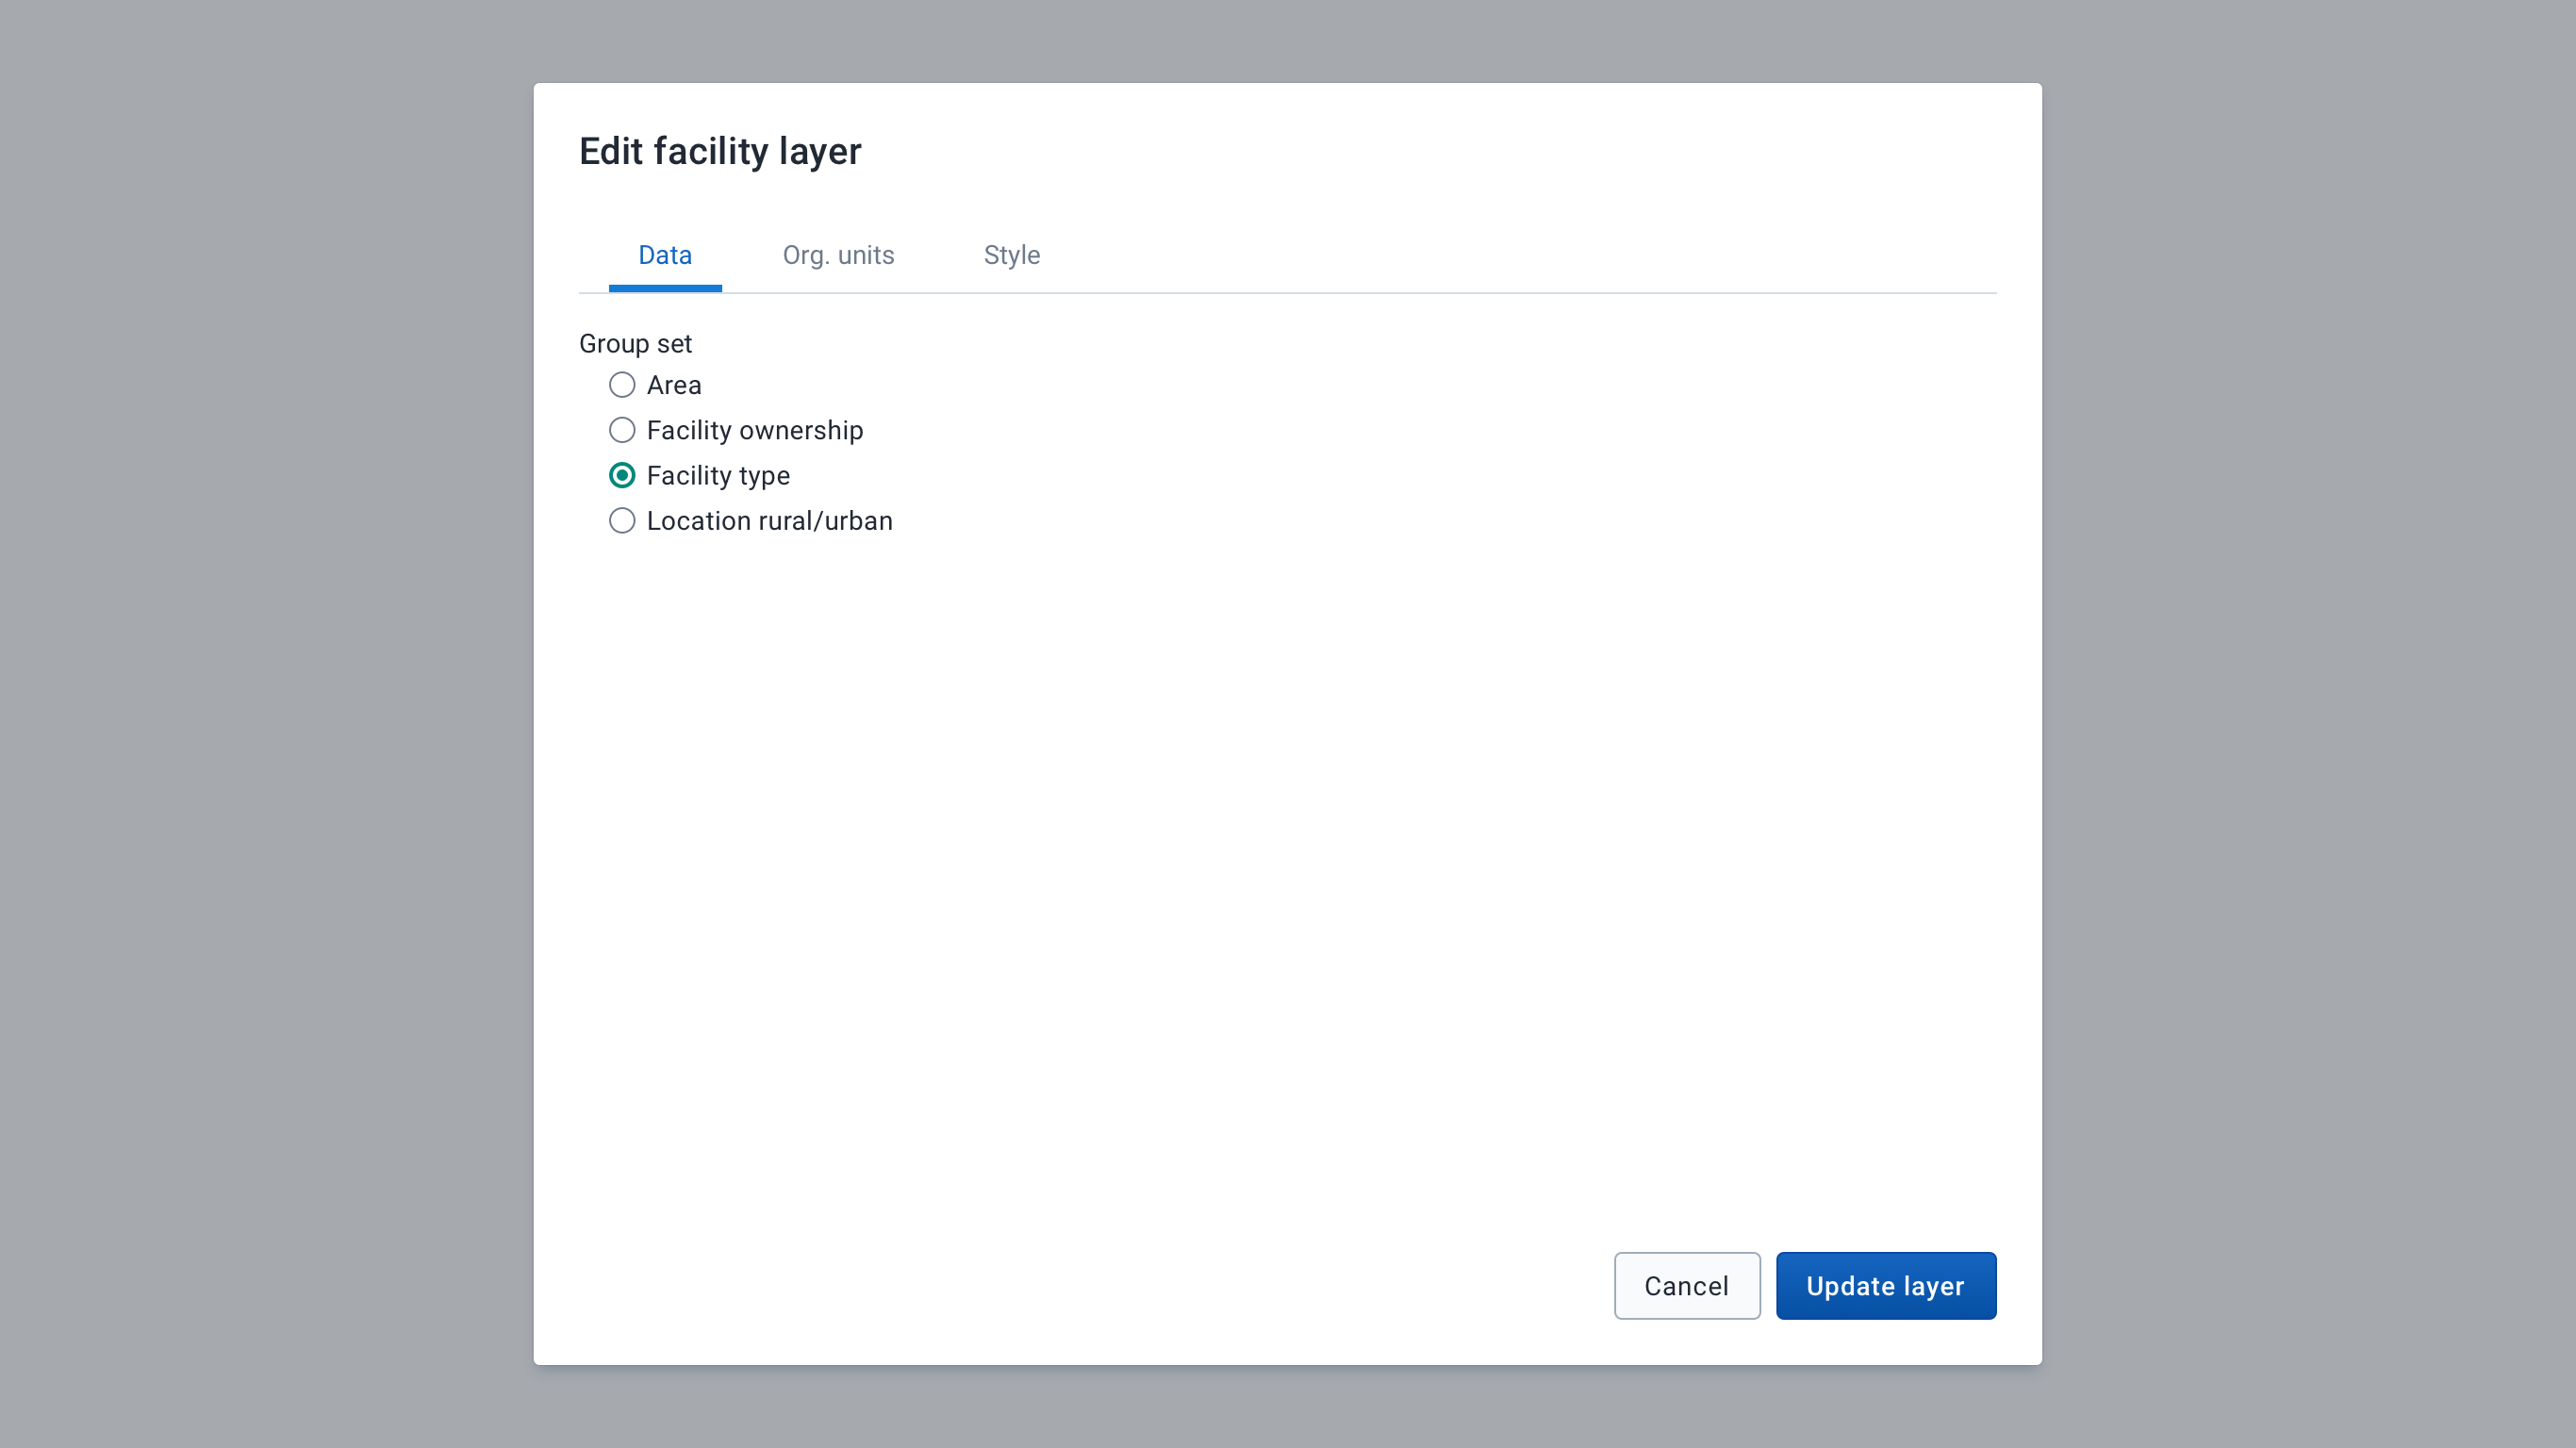 Edit facility layer
Data Org. units Style
Group set
Area
Facility ownership
Facility type
Location rural/urban
Cancel Update layer